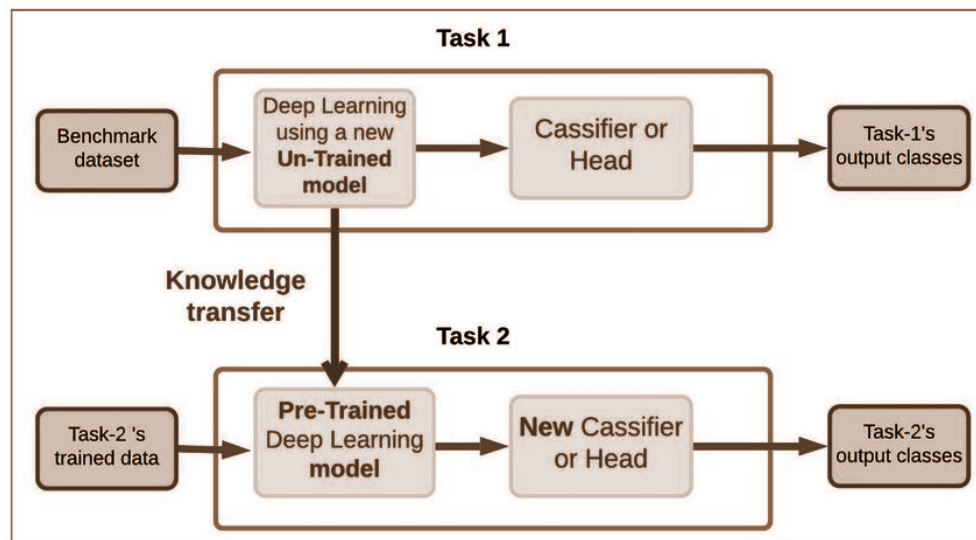 Task 1
Benchmark
dataset
Deep Learning
using a new
Un-Trained
model
Cassifier or
Head
Task-1's
output classes
Knowledge
transfer
Task 2
Task-2 's
trained data
Pre-Trained
Deep Learning
model
New Cassifier
or Head
Task-2's
output classes